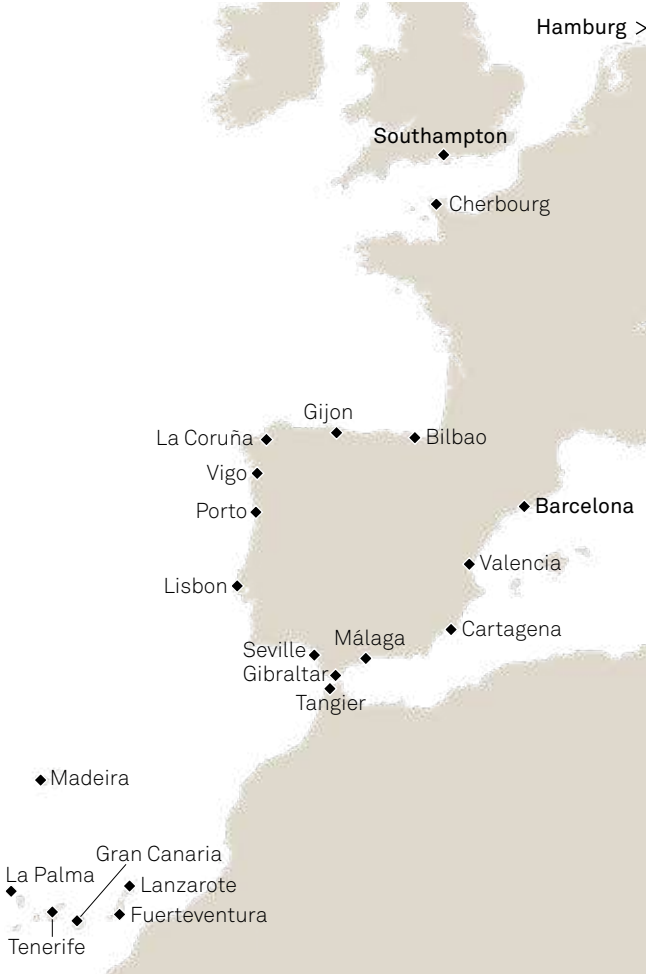 Hamburg >
Southampton
Cherbourg
Gijon
La Coruña
Bilbao
Vigo
Porto
Barcelona
Valencia
Lisbon
Cartagena
Málaga
Seville
Gibraltar
Tangier
Madeira
Gran Canaria
La Palma
Lanzarote
Fuerteventura
Tenerife